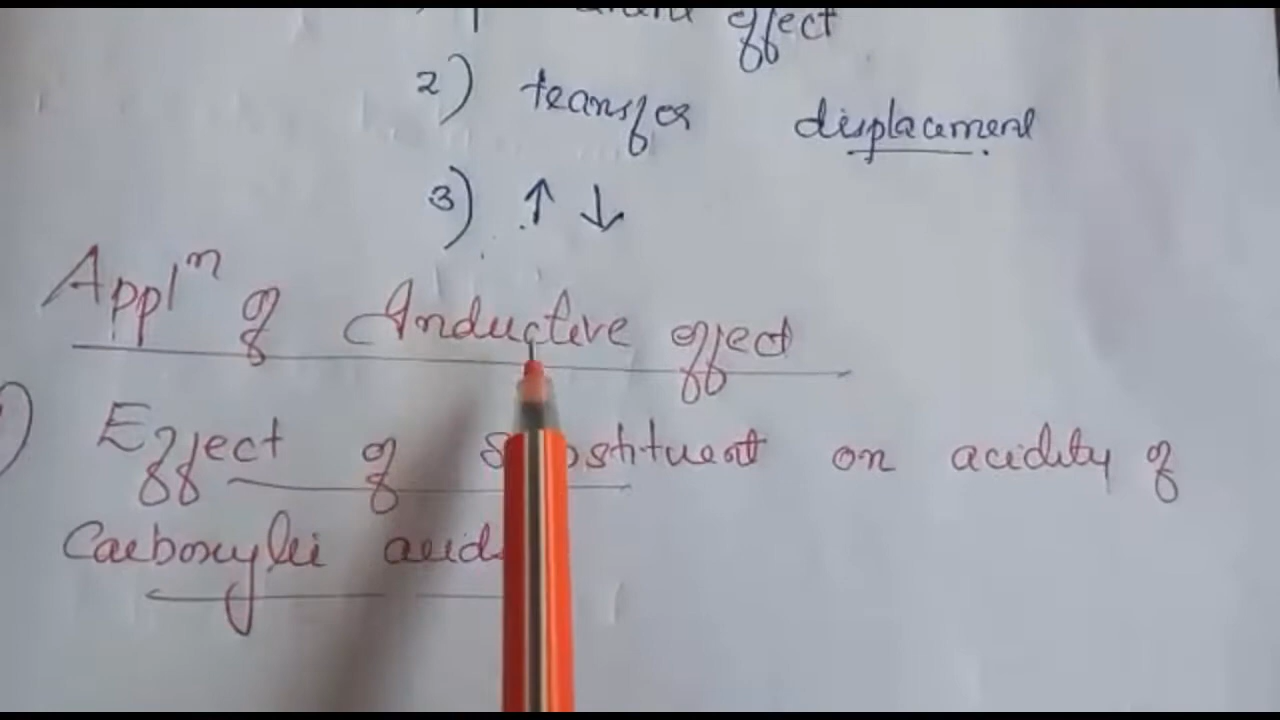 effect
2) transfer displacement
3) ↑ ↓
Applⁿ of Inductive effect
Effect of substituent on acidity of
Carboxylic acid